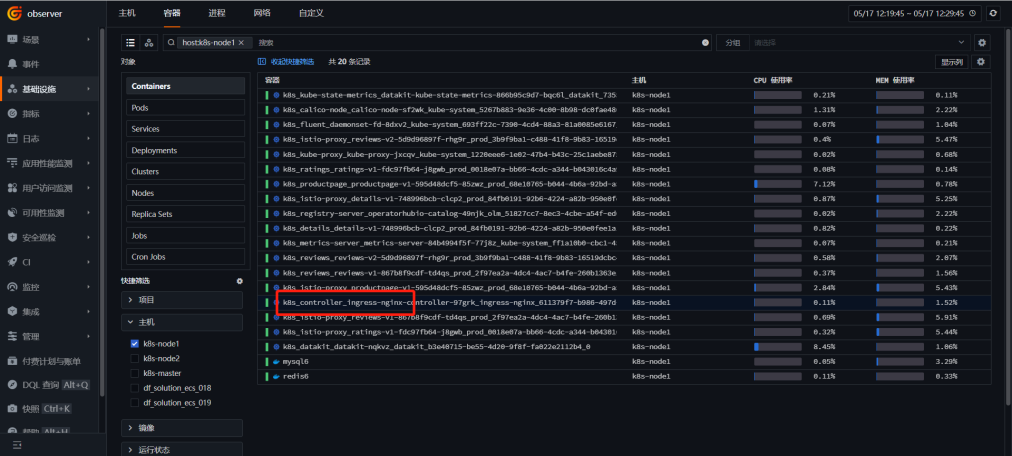 observer
主机 容器 进程 网络 自定义
05/17 12:19:45 ~ 05/17 12:29:45
场景
事件
基础设施
指标
日志
应用性能监测
用户访问监测
可用性监测
安全巡检
CI
监控
集成
管理
付费计划与账单
DQL 查询 Alt+Q
快照 Ctrl+K
帮助 Alt+H
host:k8s-node1 × 搜索
分组 请选择
对象
Containers
Pods
Services
Deployments
Clusters
Nodes
Replica Sets
Jobs
Cron Jobs
快捷筛选
项目
主机
k8s-node1
k8s-node2
k8s-master
df_solution_ecs_018
df_solution_ecs_019
镜像
运行状态
收起快捷筛选 共 20 条记录 显示列
容器 主机 CPU 使用率 MEM 使用率
k8s_kube-state-metrics_datakit-kube-state-metrics-866b95c9d7-bqc6l_datakit_735 k8s-node1 0.21% 0.11%
k8s_calico-node_calico-node-sf2wk_kube-system_5267b883-9e36-4c00-8b98-dc0fae48 k8s-node1 1.31% 2.22%
k8s_fluent_daemonset-fd-8dxv2_kube-system_693ff22c-7390-4cd4-88a3-81a0085e6167 k8s-node1 0.07% 1.04%
k8s_istio-proxy_reviews-v2-5d9d96897f-rhg9r_prod_3b9f9ba1-c488-41f8-9b83-16519 k8s-node1 0.4% 5.47%
k8s_kube-proxy_kube-proxy-jxcqv_kube-system_1220eee6-1e02-47b4-b43c-25c1aebe87 k8s-node1 0.02% 0.68%
k8s_ratings_ratings-v1-fdc97fb64-j8gwb_prod_0018e07a-bb66-4cdc-a344-b043016c4a k8s-node1 0.08% 0.14%
k8s_productpage_productpage-v1-595d48dcf5-85zwz_prod_68e10765-b044-4b6a-92bd-a k8s-node1 7.12% 0.78%
k8s_istio-proxy_details-v1-748996bcb-clcp2_prod_84fb0191-92b6-4224-a82b-950e0f k8s-node1 0.87% 5.25%
k8s_registry-server_operatorhubio-catalog-49njk_olm_51827cc7-8ec3-4cbe-a54f-ed k8s-node1 0.02% 2.22%
k8s_details_details-v1-748996bcb-clcp2_prod_84fb0191-92b6-4224-a82b-950e0fee1a k8s-node1 0.82% 0.22%
k8s_metrics-server_metrics-server-84b4994f5f-77j8z_kube-system_ff1a10b0-cbc1-4 k8s-node1 0.07% 0.21%
k8s_reviews_reviews-v2-5d9d96897f-rhg9r_prod_3b9f9ba1-c488-41f8-9b83-16519dcbc k8s-node1 0.58% 2.07%
k8s_reviews_reviews-v1-867b8f9cdf-td4qs_prod_2f97ea2a-4dc4-4ac7-b4fe-260b1363e k8s-node1 0.37% 1.56%
k8s_istio-proxy_productpage-v1-595d48dcf5-85zwz_prod_68e10765-b044-4b6a-92bd-a k8s-node1 2.84% 5.43%
k8s_controller_ingress-nginx-controller-97grk_ingress-nginx_611379f7-b986-497d k8s-node1 0.11% 1.52%
k8s_istio-proxy_reviews-v1-867b8f9cdf-td4qs_prod_2f97ea2a-4dc4-4ac7-b4fe-260b1 k8s-node1 0.69% 5.91%
k8s_istio-proxy_ratings-v1-fdc97fb64-j8gwb_prod_0018e07a-bb66-4cdc-a344-b04301 k8s-node1 0.32% 5.44%
k8s_datakit_datakit-nqkvz_datakit_b3e40715-be55-4d20-9f8f-fa022e2112b4_0 k8s-node1 8.45% 1.06%
mysql6 k8s-node1 0.05% 3.29%
redis6 k8s-node1 0.11% 0.33%